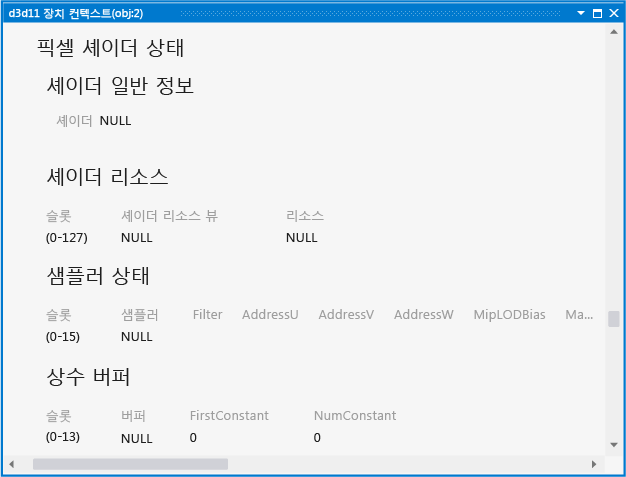 d3d11 장치 컨텍스트(obj:2)
픽셀 셰이더 상태
셰이더 일반 정보
셰이더 NULL
셰이더 리소스
슬롯 셰이더 리소스 뷰 리소스
(0-127) NULL NULL
샘플러 상태
슬롯 샘플러 Filter AddressU AddressV AddressW MipLODBias Ma...
(0-15) NULL
상수 버퍼
슬롯 버퍼 FirstConstant NumConstant
(0-13) NULL 0 0